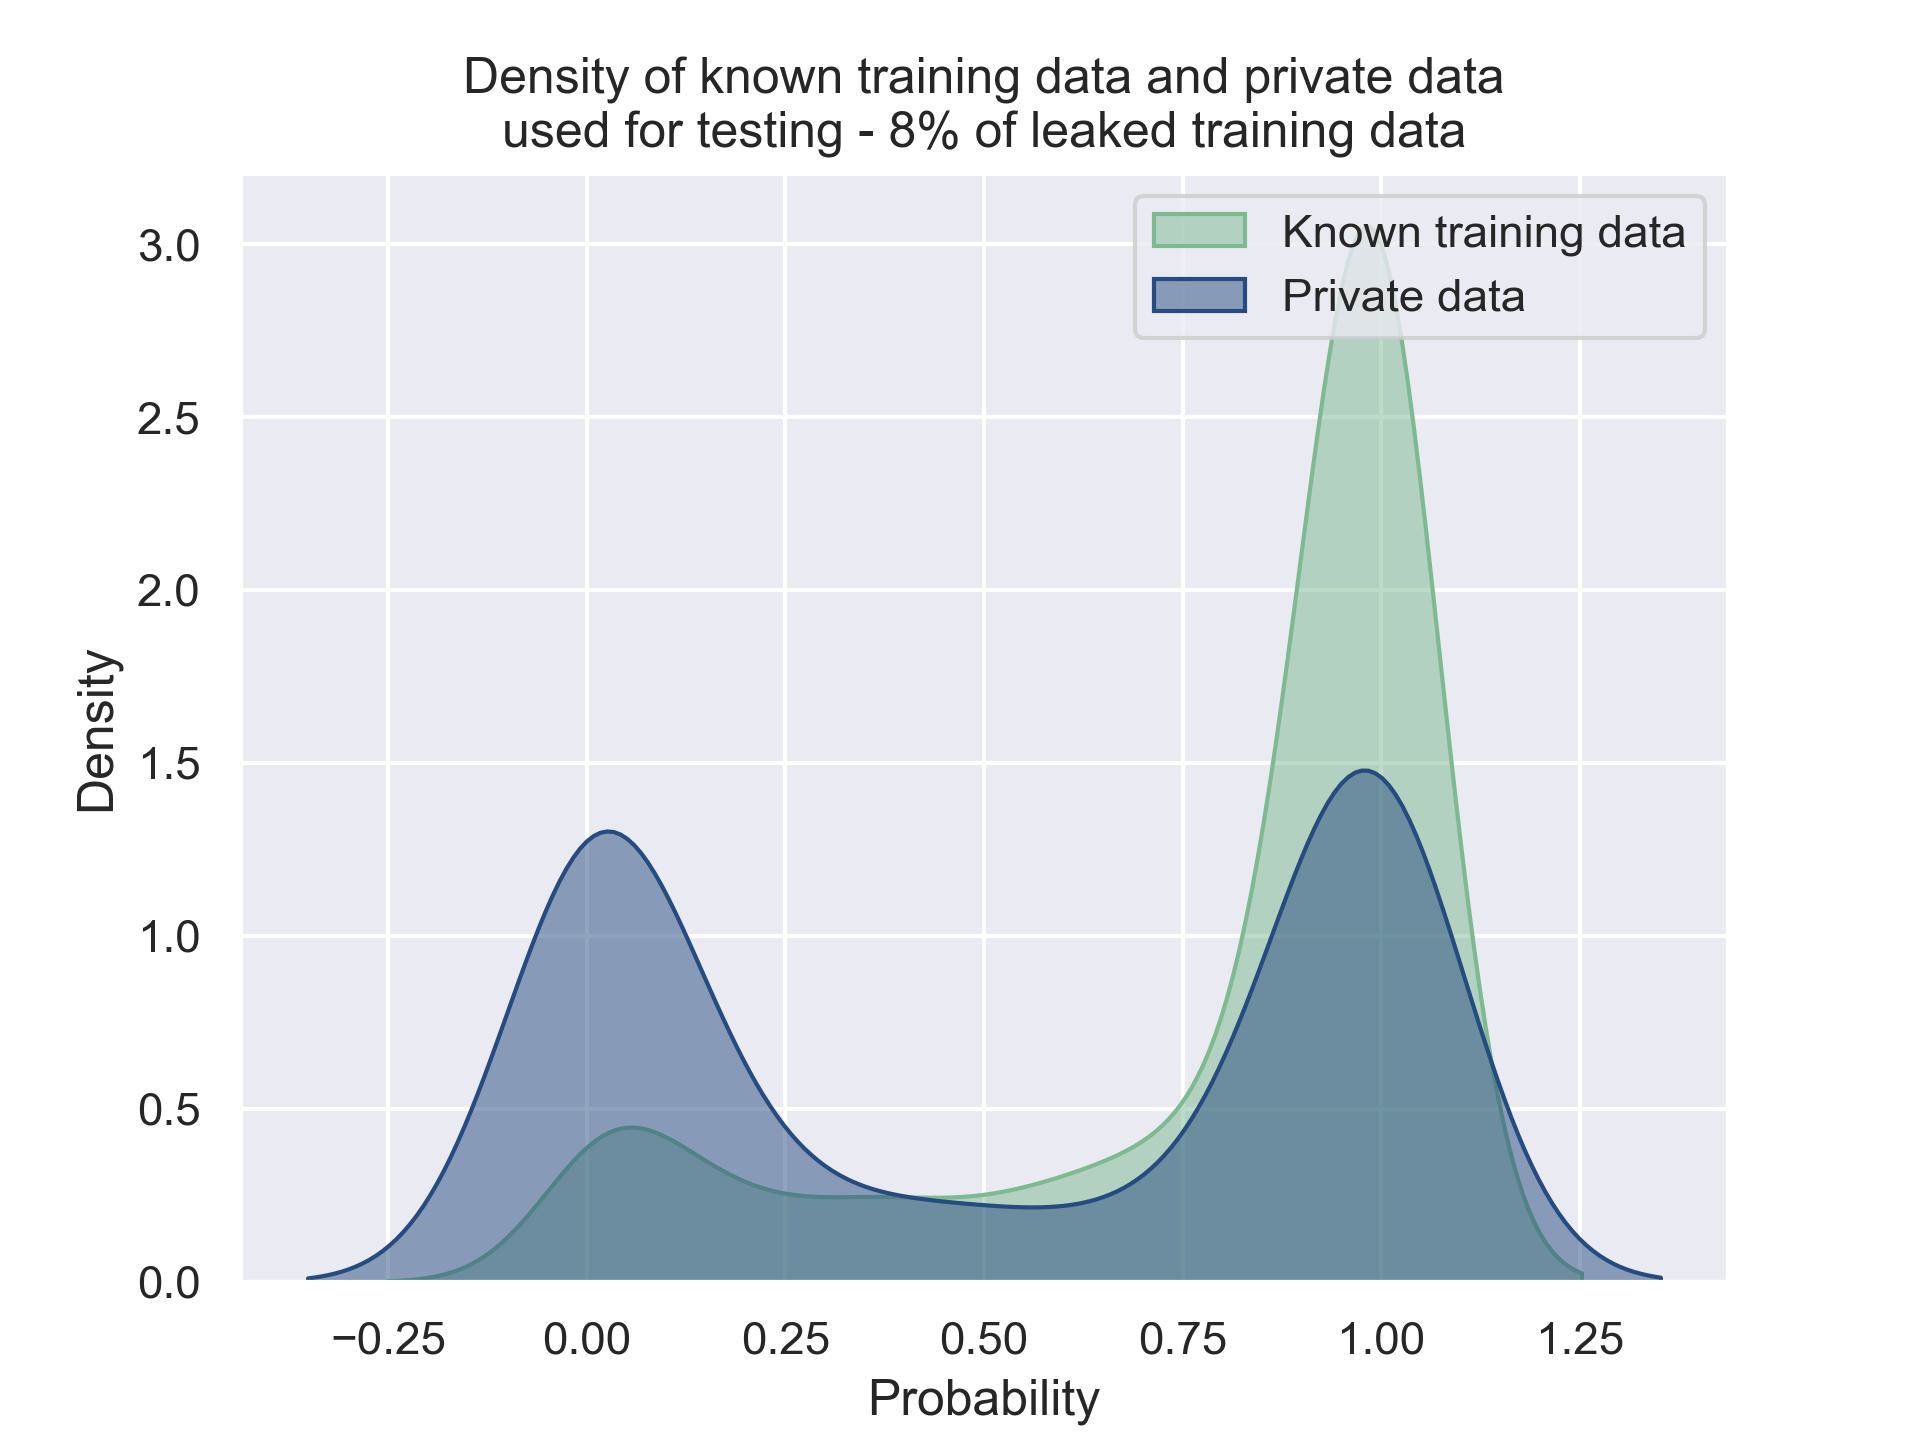 Density of known training data and private data
used for testing - 8% of leaked training data
Known training data
Private data
3.0
2.5
2.0
1.5
1.0
0.5
0.0
Density
−0.25 0.00 0.25 0.50 0.75 1.00 1.25
Probability